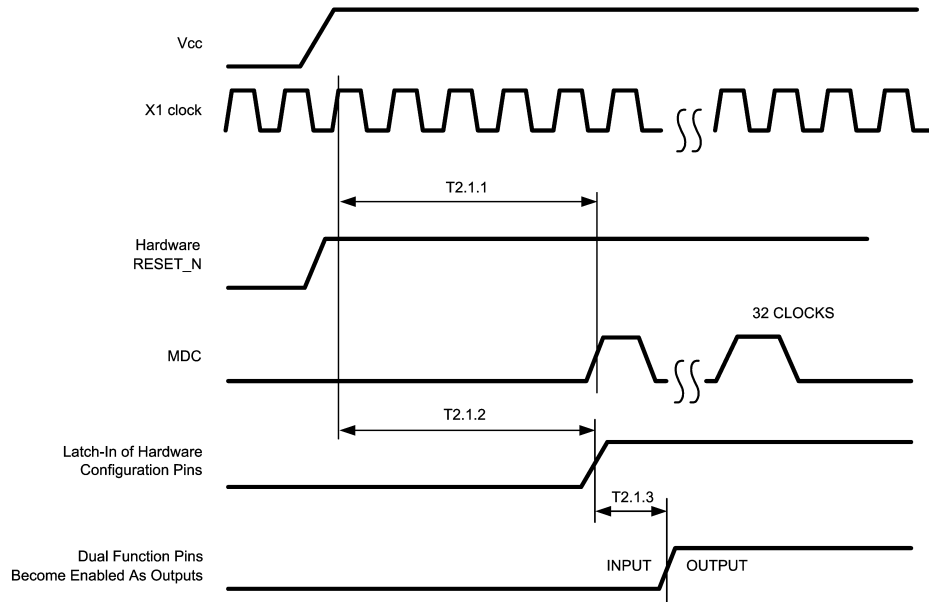 Vcc
X1 clock
T2.1.1
Hardware
RESET_N
32 CLOCKS
MDC
T2.1.2
Latch-In of Hardware
Configuration Pins
T2.1.3
Dual Function Pins
Become Enabled As Outputs
INPUT
OUTPUT